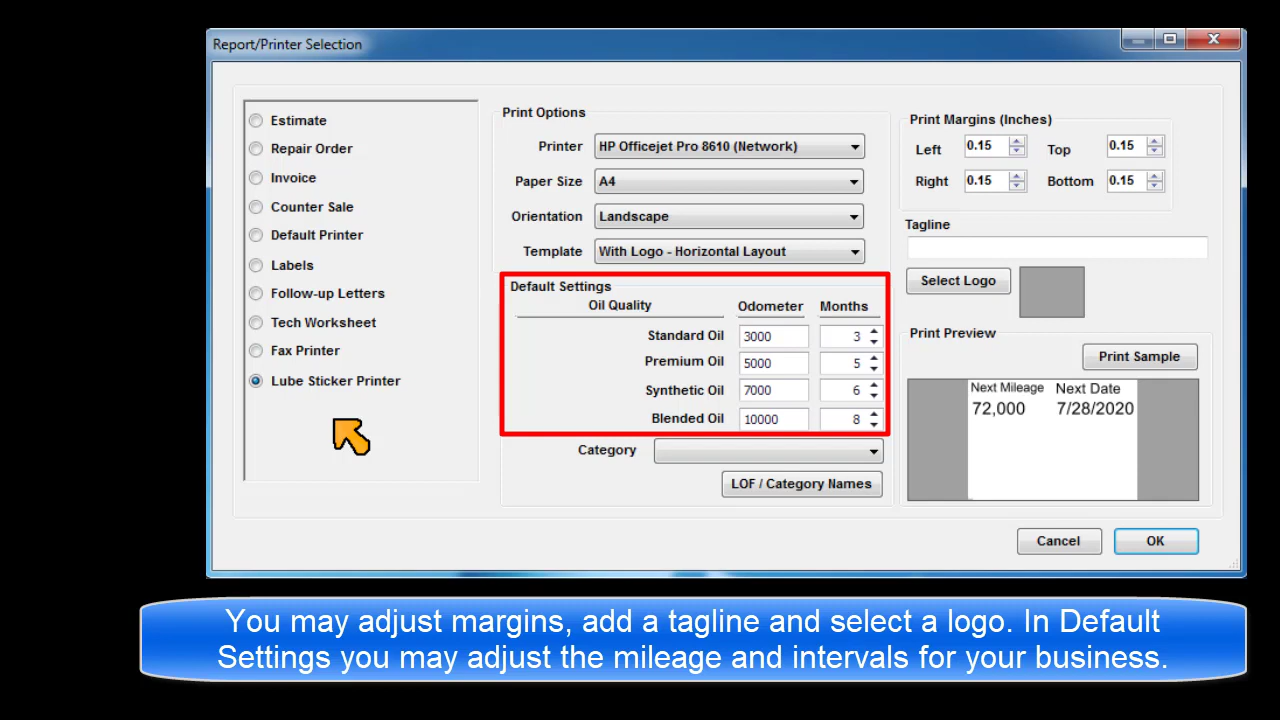 Report/Printer Selection
Estimate
Repair Order
Invoice
Counter Sale
Default Printer
Labels
Follow-up Letters
Tech Worksheet
Fax Printer
Lube Sticker Printer
Print Options
Printer HP Officejet Pro 8610 (Network)
Paper Size A4
Orientation Landscape
Template With Logo - Horizontal Layout
Default Settings
Oil Quality Odometer Months
Standard Oil 3000 3
Premium Oil 5000 5
Synthetic Oil 7000 6
Blended Oil 10000 8
Category
LOF / Category Names
Print Margins (Inches)
Left 0.15 Top 0.15
Right 0.15 Bottom 0.15
Tagline
Select Logo
Print Preview
Print Sample
Next Mileage Next Date
72,000 7/28/2020
Cancel OK
You may adjust margins, add a tagline and select a logo. In Default
Settings you may adjust the mileage and intervals for your business.